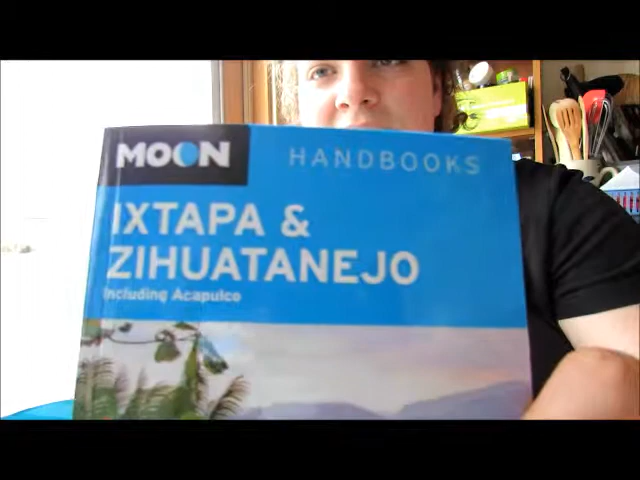 MOON HANDBOOKS
IXTAPA &
ZIHUATANEJO
Including Acapulco